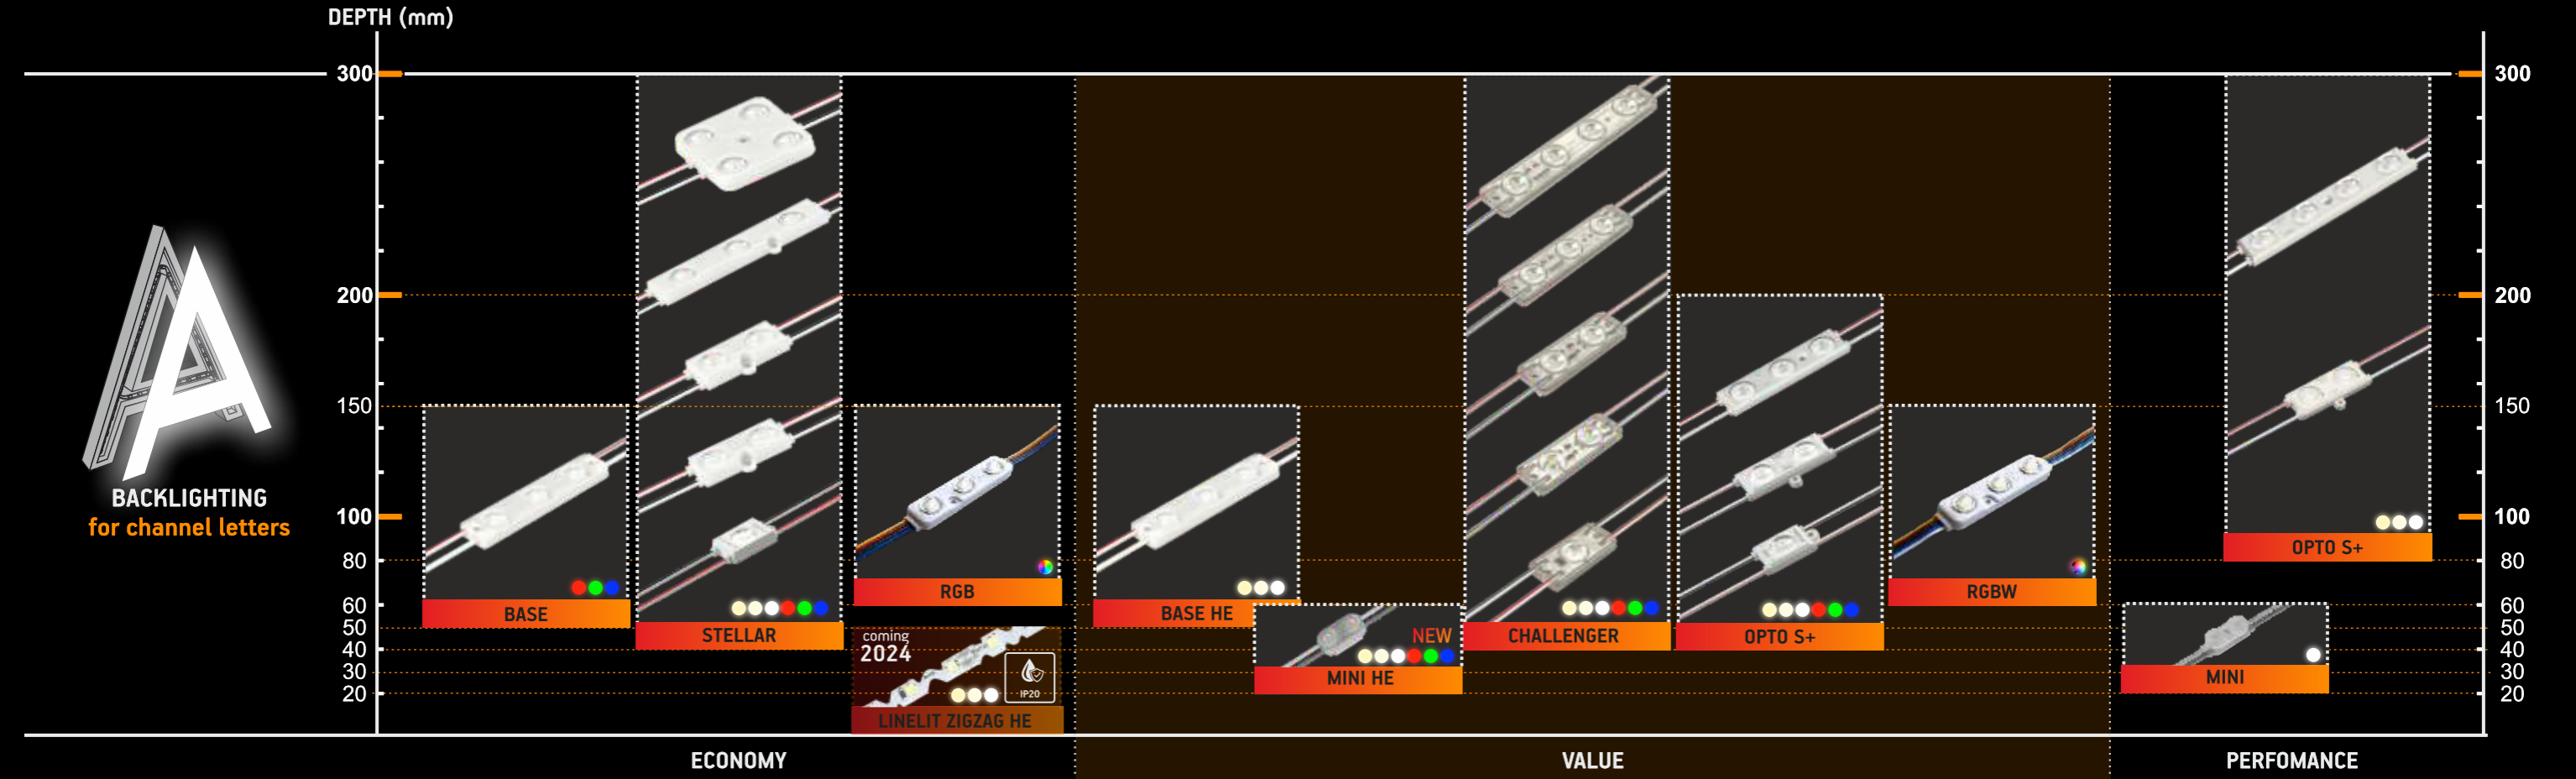 DEPTH (mm)
300
200
150
100
80
60
50
40
30
20
BACKLIGHTING
for channel letters
BASE
STELLAR
RGB
coming
2024
IP20
LINELIT ZIGZAG HE
BASE HE
NEW
MINI HE
CHALLENGER
OPTO S+
RGBW
OPTO S+
MINI
300
200
150
100
80
60
50
40
30
20
ECONOMY
VALUE
PERFOMANCE